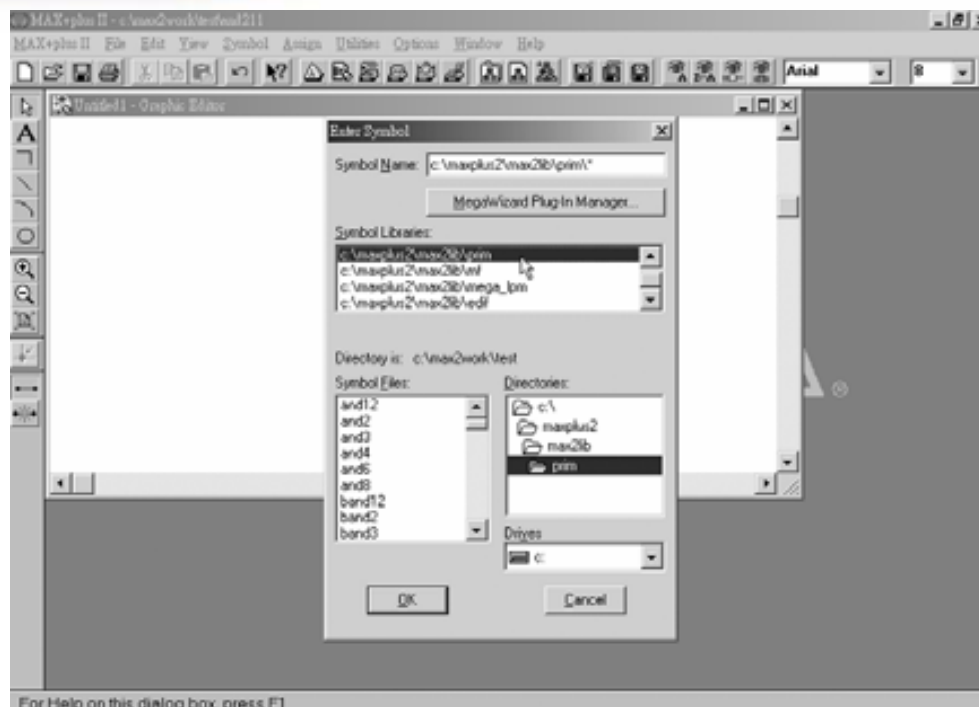 MAX+plus II - c:\max2work\test\and211
MAX+plus II File Edit View Symbol Assign Utilities Options Window Help
Arial 8
Untitled1 - Graphic Editor
Enter Symbol
Symbol Name: c:\maxplus2\max2lib\prim\*
MegaWizard Plug-In Manager...
Symbol Libraries:
c:\maxplus2\max2lib\prim
c:\maxplus2\max2lib\mf
c:\maxplus2\max2lib\mega_lpm
c:\maxplus2\max2lib\edif
Directory is: c:\max2work\test
Symbol Files:
and12
and2
and3
and4
and6
and8
band12
band2
band3
Directories:
c:\
maxplus2
max2lib
prim
Drives
c:
OK Cancel
A ®
For Help on this dialog box, press F1